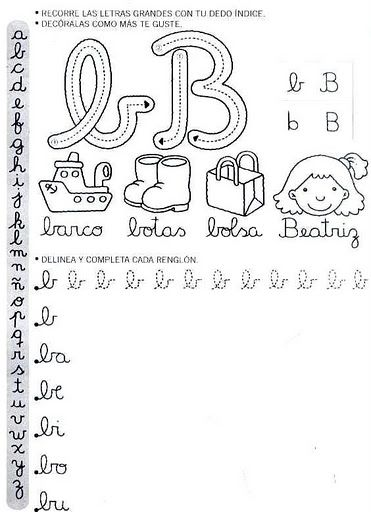 • RECORRE LAS LETRAS GRANDES CON TU DEDO ÍNDICE.
• DECÓRALAS COMO MÁS TE GUSTE.
b B
b B
b B
barco botas bolsa Beatriz
• DELINEA Y COMPLETA CADA RENGLÓN.
b b b b b b b b b b b b
b
ba
be
bi
bo
bu
a
b
c
d
e
f
g
h
i
j
k
l
m
n
ñ
o
p
q
r
s
t
u
v
w
x
y
z